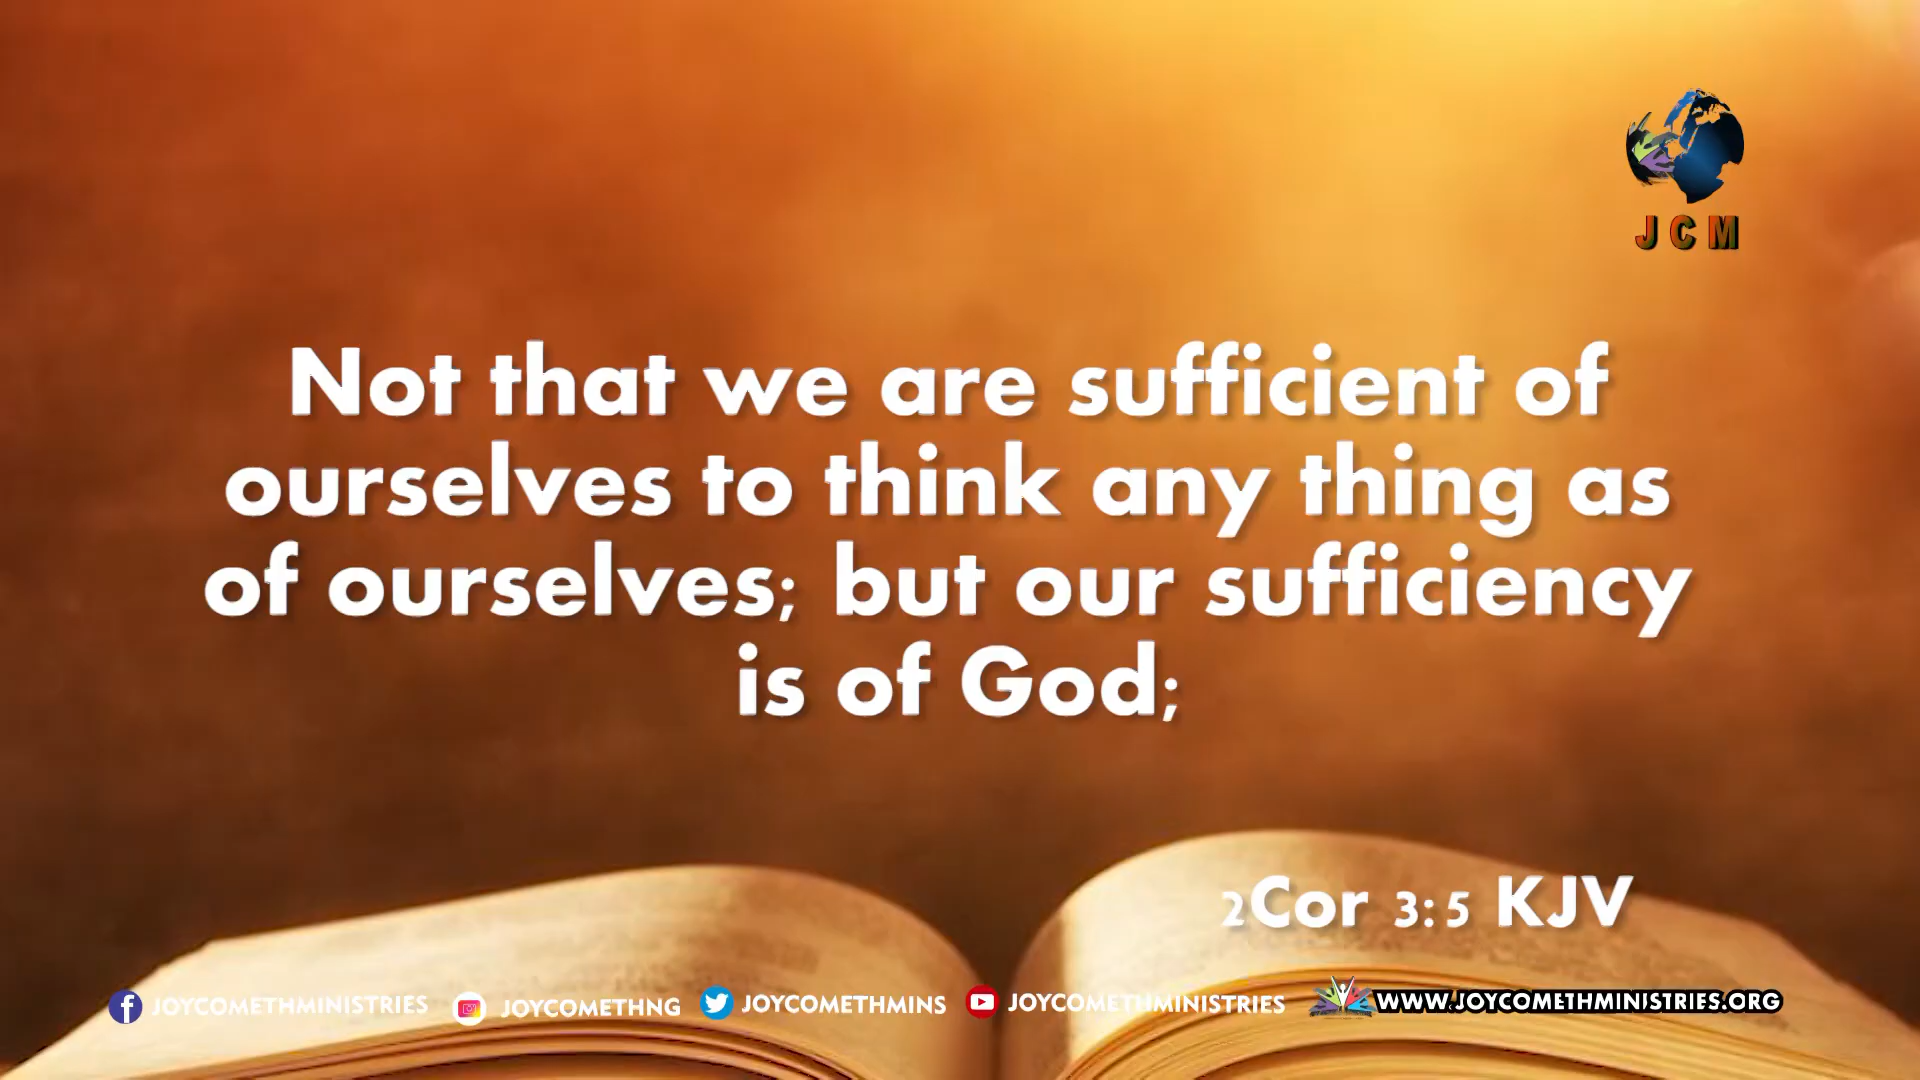 J C M
Not that we are sufficient of
ourselves to think any thing as
of ourselves; but our sufficiency
is of God;
2Cor 3:5 KJV
JOYCOMETHMINISTRIES JOYCOMETHNG JOYCOMETHMINS JOYCOMETHMINISTRIES WWW.JOYCOMETHMINISTRIES.ORG